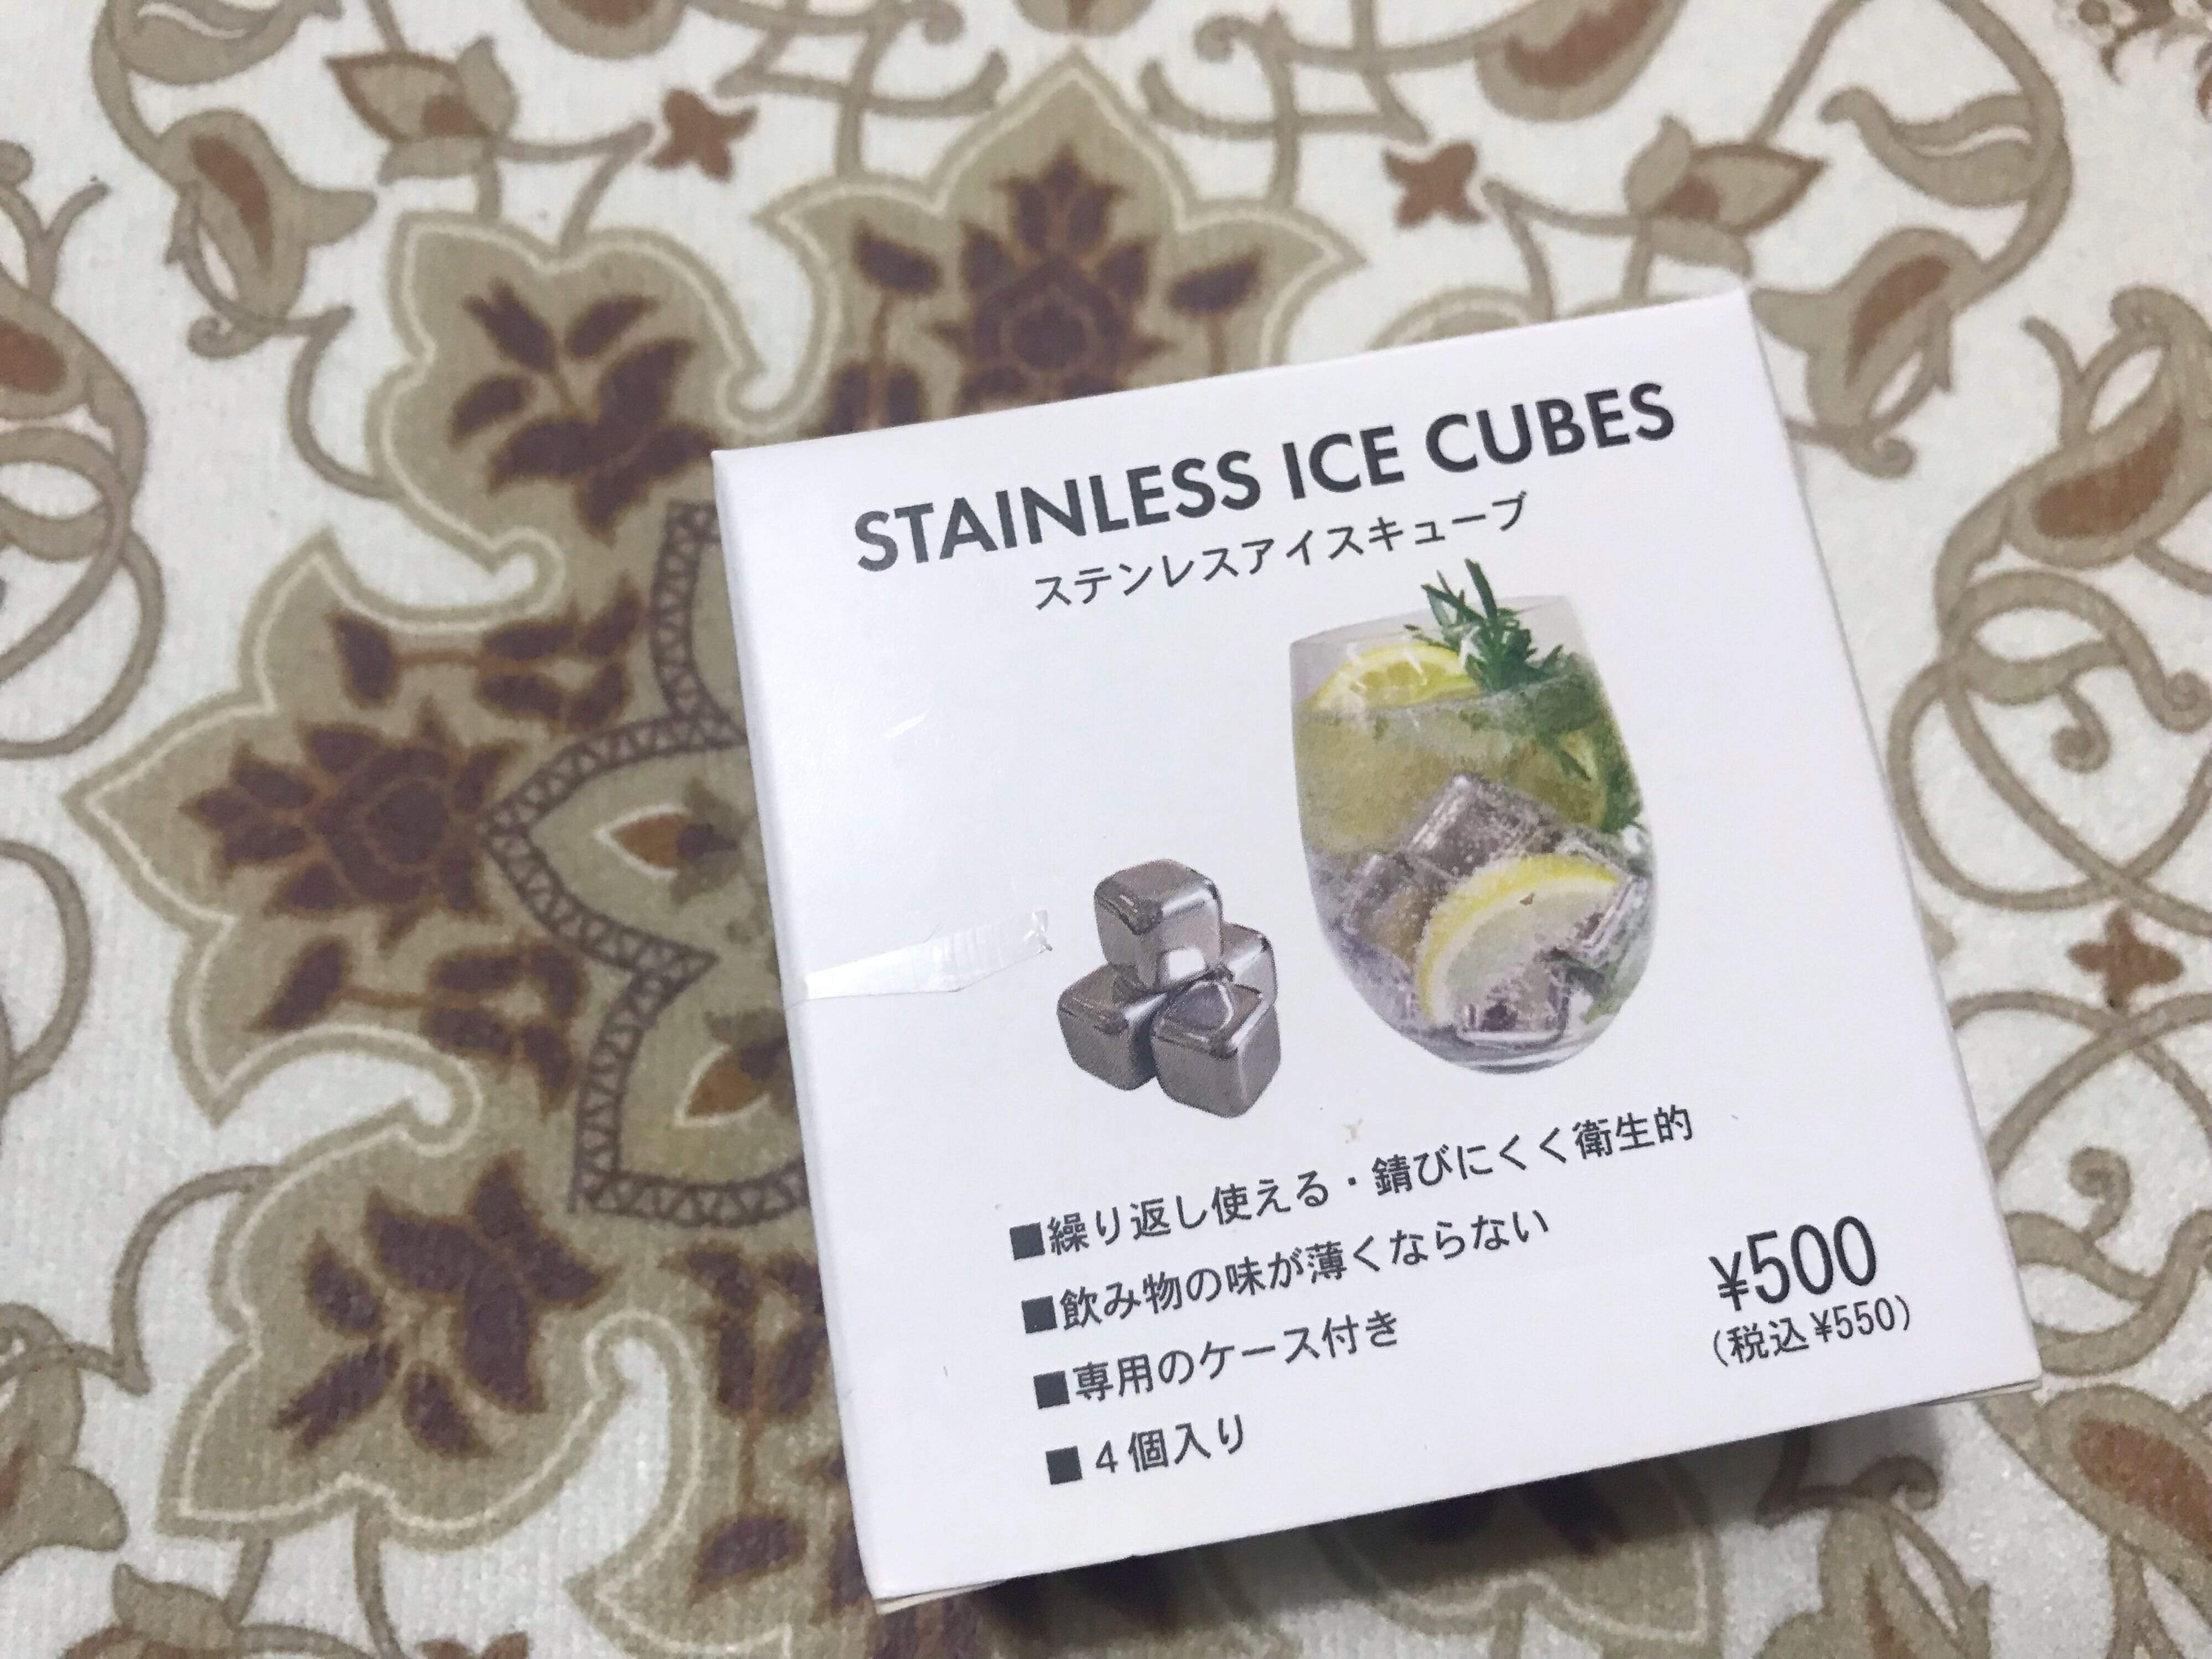 STAINLESS ICE CUBES
ステンレスアイスキューブ
■繰り返し使える・錆びにくく衛生的
■飲み物の味が薄くならない
■専用のケース付き
■4個入り
¥500
(税込¥550)